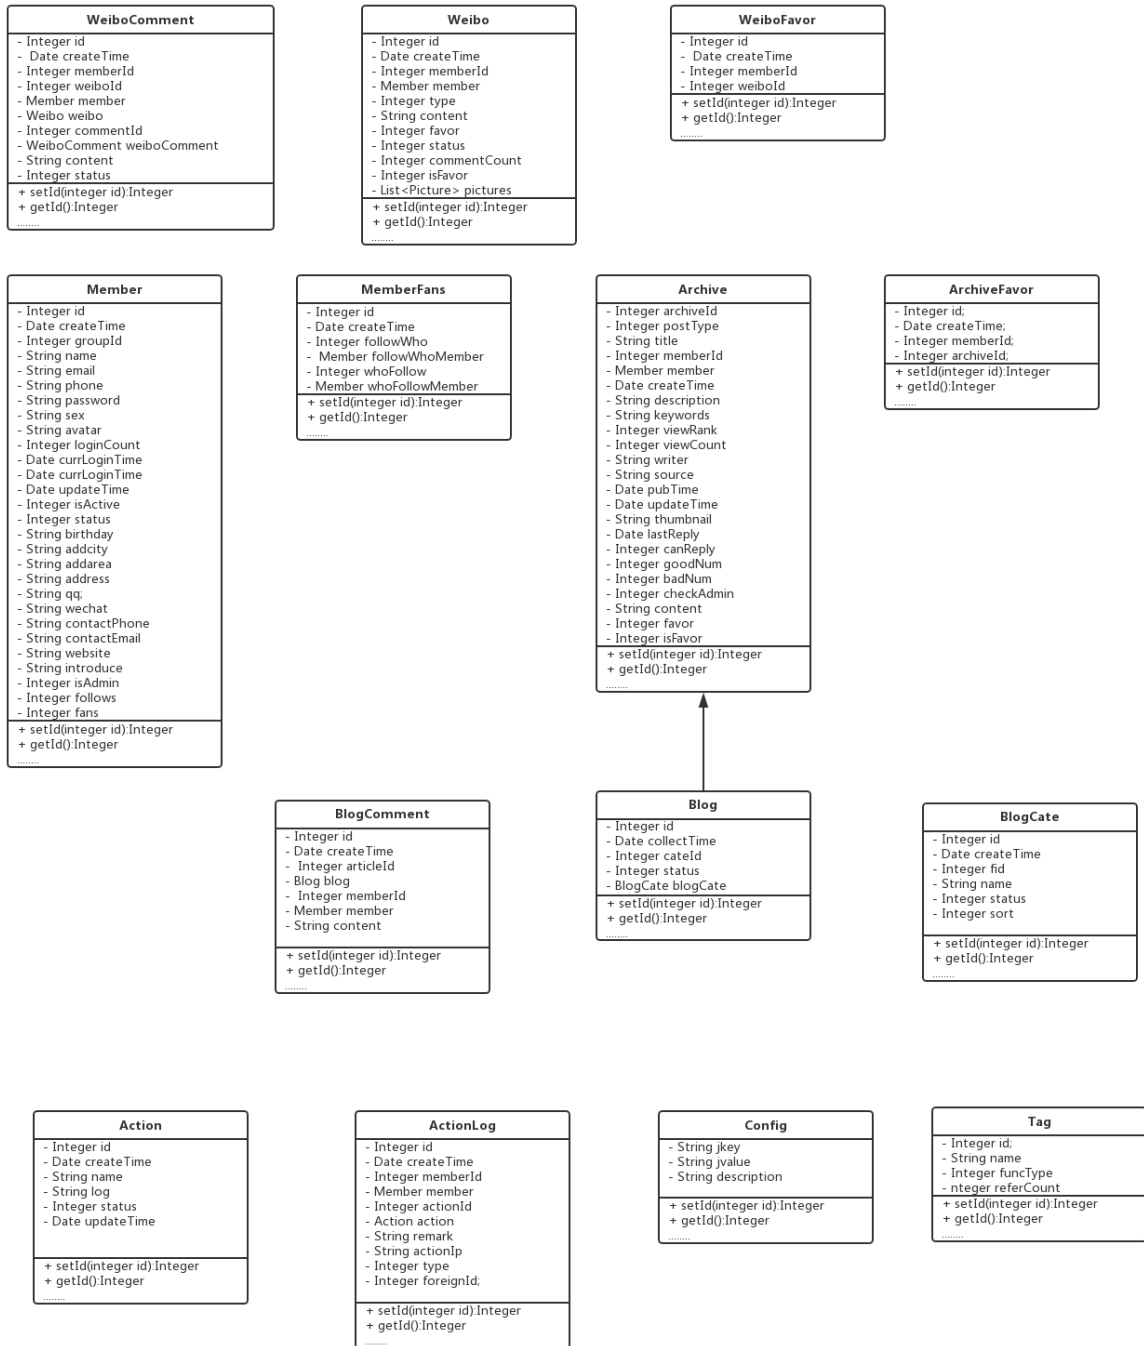 WeiboComment
- Integer id
-  Date createTime
- Integer memberId
- Integer weiboId
- Member member
- Weibo weibo
- Integer commentId
- WeiboComment weiboComment
- String content
- Integer status
+ setId(integer id):Integer
+ getId():Integer
........
Weibo
- Integer id
- Date createTime
- Integer memberId
- Member member
- Integer type
- String content
- Integer favor
- Integer status
- Integer commentCount
- Integer isFavor
- List<Picture> pictures
+ setId(integer id):Integer
+ getId():Integer
........
WeiboFavor
- Integer id
-  Date createTime
- Integer memberId
- Integer weiboId
+ setId(integer id):Integer
+ getId():Integer
........
Member
- Integer id
- Date createTime
- Integer groupId
- String name
- String email
- String phone
- String password
- String sex
- String avatar
- Integer loginCount
- Date currLoginTime
- Date currLoginTime
- Date updateTime
- Integer isActive
- Integer status
- String birthday
- String addcity
- String addarea
- String address
- String qq;
- String wechat
- String contactPhone
- String contactEmail
- String website
- String introduce
- Integer isAdmin
- Integer follows
- Integer fans
+ setId(integer id):Integer
+ getId():Integer
........
MemberFans
- Integer id
- Date createTime
- Integer followWho
-  Member followWhoMember
- Integer whoFollow
- Member whoFollowMember
+ setId(integer id):Integer
+ getId():Integer
........
Archive
- Integer archiveId
- Integer postType
- String title
- Integer memberId
- Member member
- Date createTime
- String description
- String keywords
- Integer viewRank
- Integer viewCount
- String writer
- String source
- Date pubTime
- Date updateTime
- String thumbnail
- Date lastReply
- Integer canReply
- Integer goodNum
- Integer badNum
- Integer checkAdmin
- String content
- Integer favor
- Integer isFavor
+ setId(integer id):Integer
+ getId():Integer
........
ArchiveFavor
- Integer id;
- Date createTime;
- Integer memberId;
- Integer archiveId;
+ setId(integer id):Integer
+ getId():Integer
........
BlogComment
- Integer id
- Date createTime
-  Integer articleId
- Blog blog
-  Integer memberId
- Member member
- String content
+ setId(integer id):Integer
+ getId():Integer
........
Blog
- Integer id
- Date collectTime
- Integer cateId
- Integer status
- BlogCate blogCate
+ setId(integer id):Integer
+ getId():Integer
........
BlogCate
- Integer id
- Date createTime
- Integer fid
- String name
- Integer status
- Integer sort
+ setId(integer id):Integer
+ getId():Integer
........
Action
- Integer id
- Date createTime
- String name
- String log
- Integer status
- Date updateTime
+ setId(integer id):Integer
+ getId():Integer
........
ActionLog
- Integer id
- Date createTime
- Integer memberId
- Member member
- Integer actionId
- Action action
- String remark
- String actionIp
- Integer type
- Integer foreignId;
+ setId(integer id):Integer
+ getId():Integer
........
Config
- String jkey
- String jvalue
- String description
+ setId(integer id):Integer
+ getId():Integer
........
Tag
- Integer id;
- String name
- Integer funcType
- nteger referCount
+ setId(integer id):Integer
+ getId():Integer
........